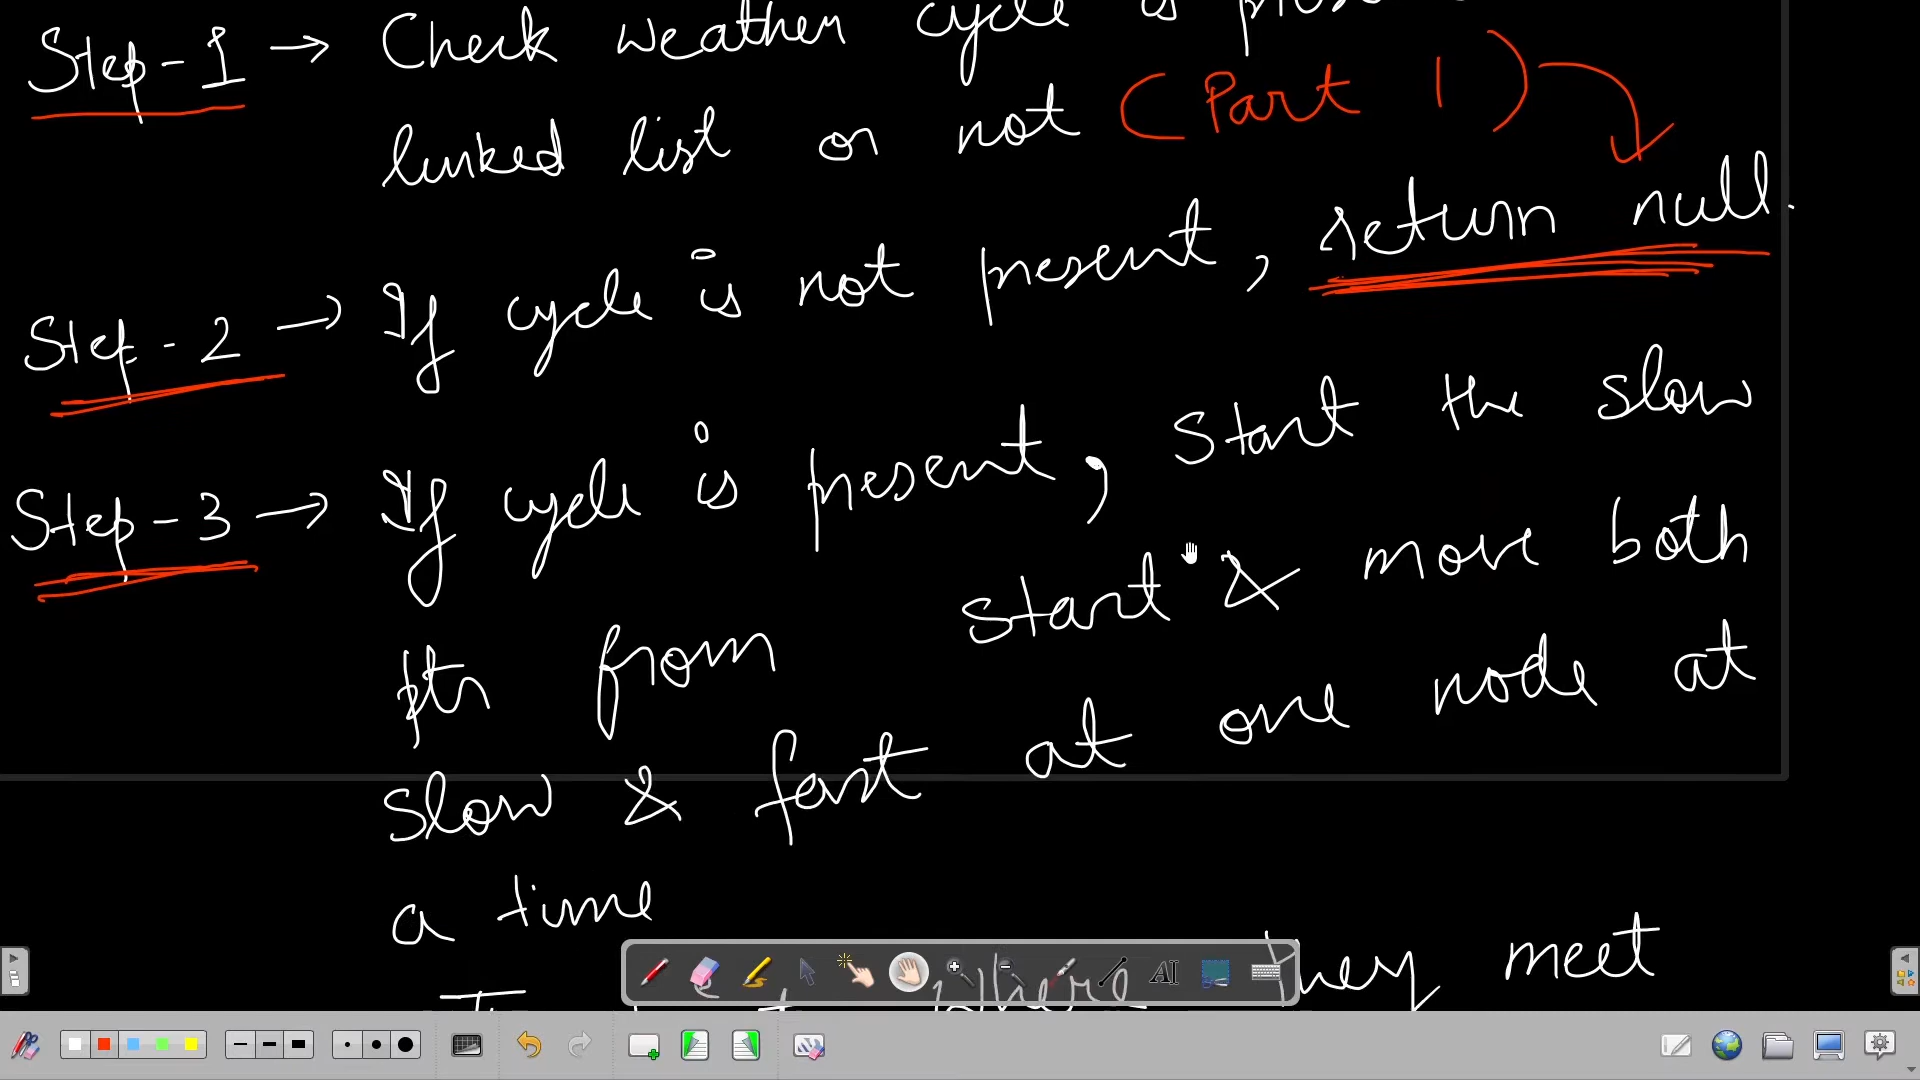 Step-1 → Check weather cycle is
linked list or not (Part 1)
Step-2 → If cycle is not present, return null.
Step-3 → If cycle is present, start the slow
ptr from start & move both
slow & fast at one node at
a time
where they meet